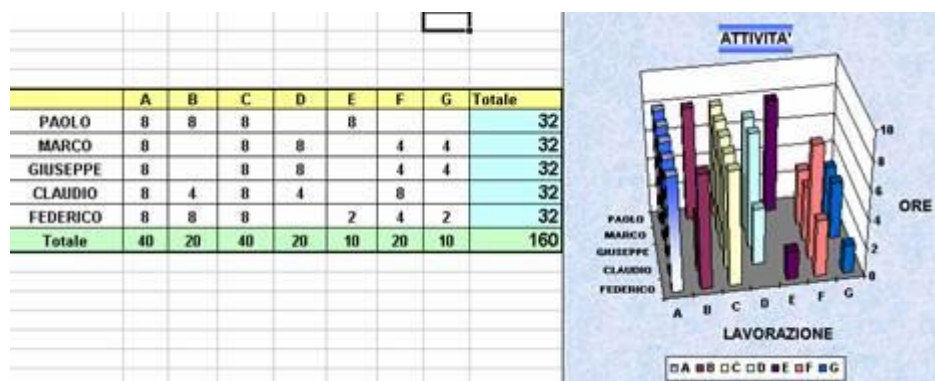 ATTIVITA'
A B C D E F G Totale
PAOLO 8 8 8 8 32
MARCO 8 8 8 4 4 32
GIUSEPPE 8 8 8 4 4 32
CLAUDIO 8 4 8 4 8 32
FEDERICO 8 8 8 2 4 2 32
Totale 40 20 40 20 10 20 10 160
10
8
6
4
2
0
ORE
PAOLO
MARCO
GIUSEPPE
CLAUDIO
FEDERICO
A B C D E F G
LAVORAZIONE
A B C D E F G